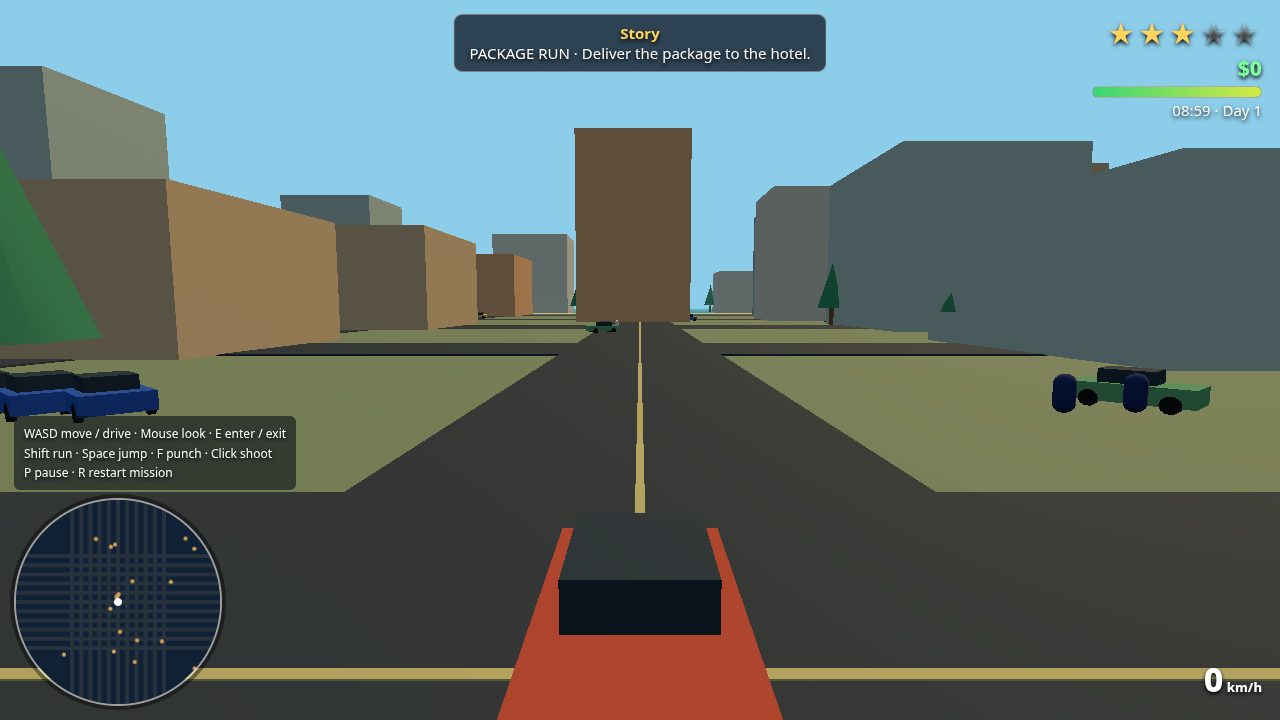 Story
PACKAGE RUN · Deliver the package to the hotel.
★★★★★
$0
08:59 · Day 1
WASD move / drive · Mouse look · E enter / exit
Shift run · Space jump · F punch · Click shoot
P pause · R restart mission
0 km/h